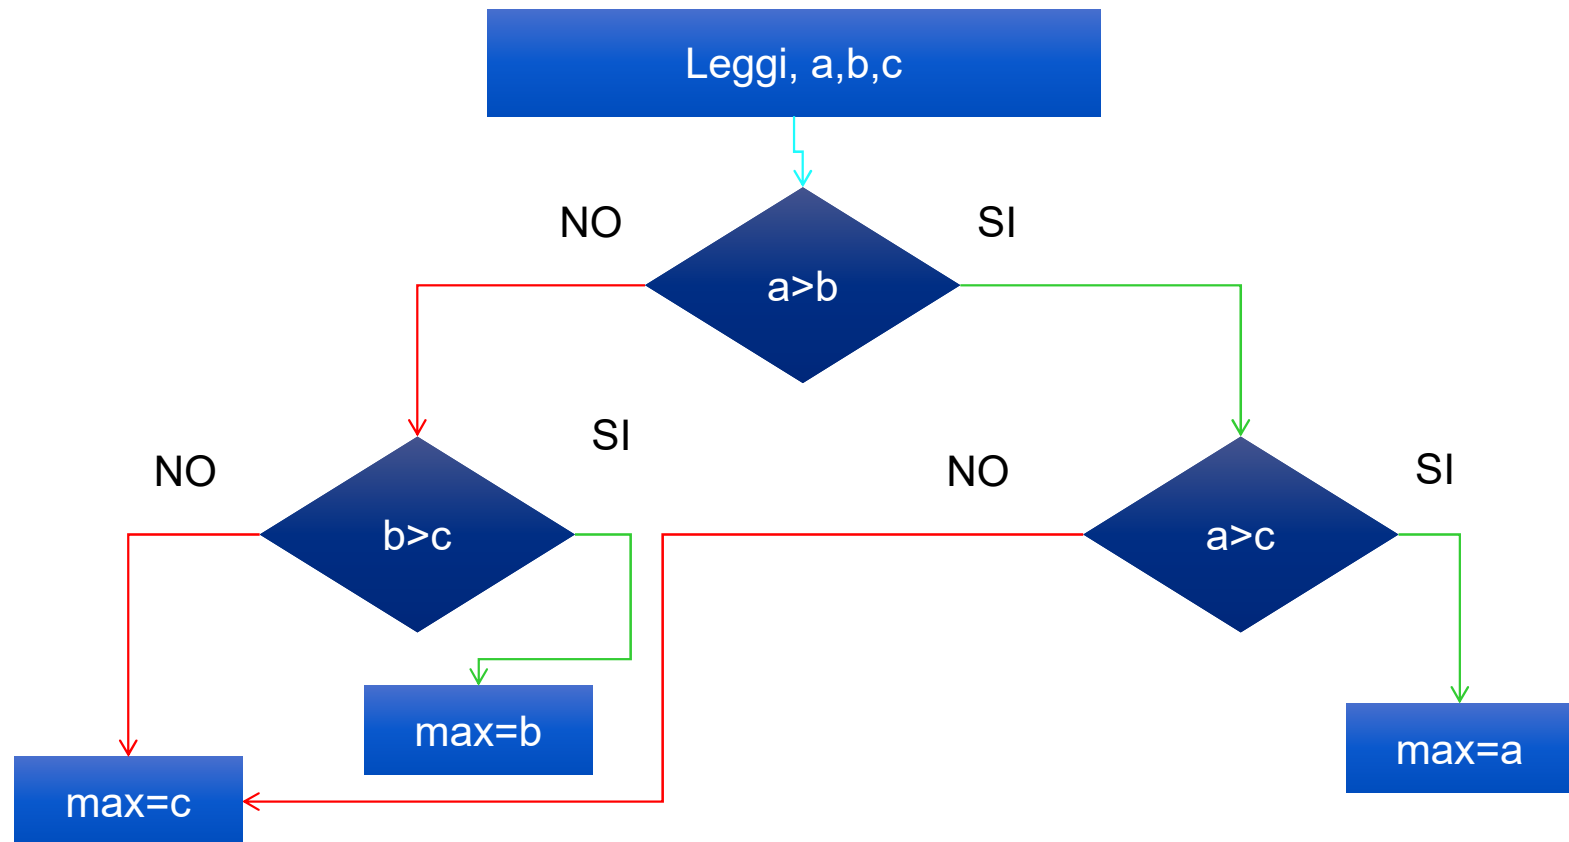 Leggi, a,b,c
NO
SI
a>b
SI
NO
NO
SI
b>c
a>c
max=b
max=a
max=c